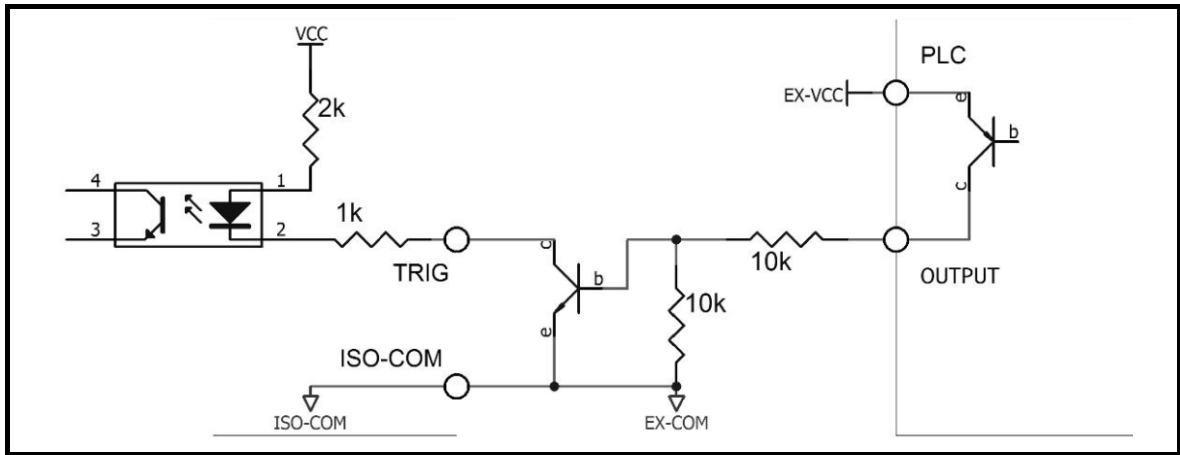 VCC
PLC
2k
EX-VCC
e
b
c
4
1
3
2
1k
TRIG
c
b
10k
OUTPUT
10k
e
ISO-COM
ISO-COM
EX-COM